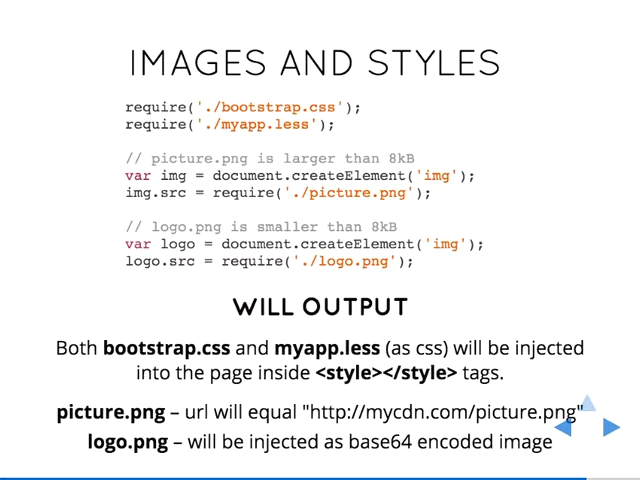 IMAGES AND STYLES
require('./bootstrap.css');
require('./myapp.less');
// picture.png is larger than 8kB
var img = document.createElement('img');
img.src = require('./picture.png');
// logo.png is smaller than 8kB
var logo = document.createElement('img');
logo.src = require('./logo.png');
WILL OUTPUT
Both bootstrap.css and myapp.less (as css) will be injected
into the page inside <style></style> tags.
picture.png – url will equal "http://mycdn.com/picture.png"
logo.png – will be injected as base64 encoded image